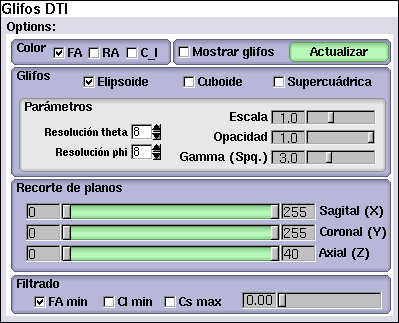 Glifos DTI
Options:
Color FA RA C_l Mostrar glifos Actualizar
Glifos Elipsoide Cuboide Supercuádrica
Parámetros
Resolución theta 8
Resolución phi 8
Escala 1.0
Opacidad 1.0
Gamma (Spq.) 3.0
Recorte de planos
0 255 Sagital (X)
0 255 Coronal (Y)
0 40 Axial (Z)
Filtrado
FA min Cl min Cs max 0.00